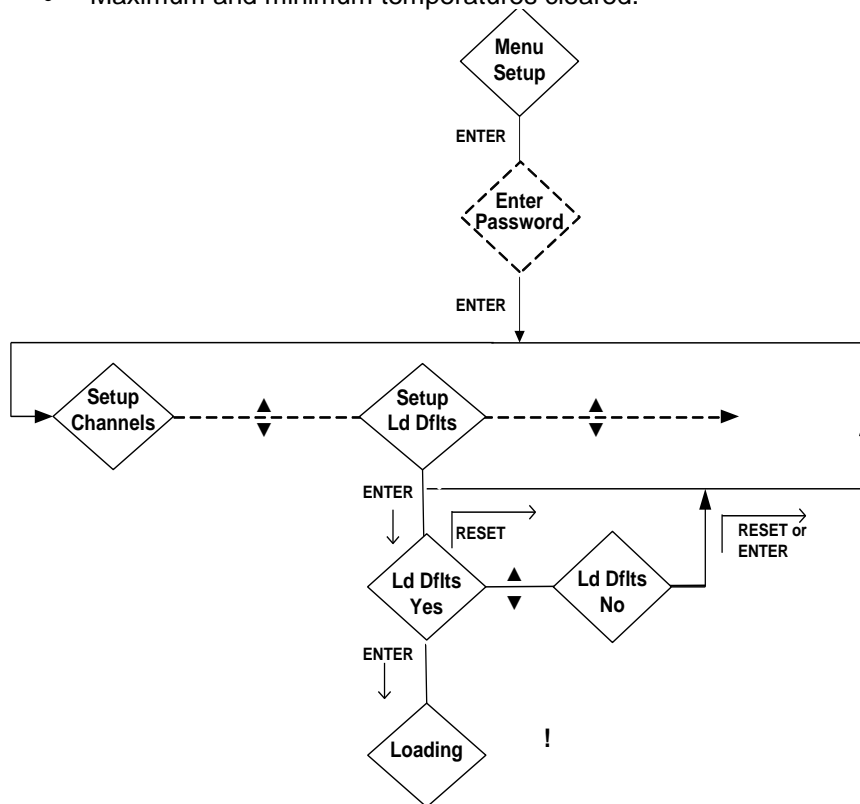 • Maximum and minimum temperatures cleared.
Menu
Setup
ENTER
Enter
Password
ENTER
Setup
Channels
▲
▼
Setup
Ld Dflts
▲
▼
ENTER
RESET
RESET or
ENTER
Ld Dflts
Yes
▲
▼
Ld Dflts
No
ENTER
Loading
!